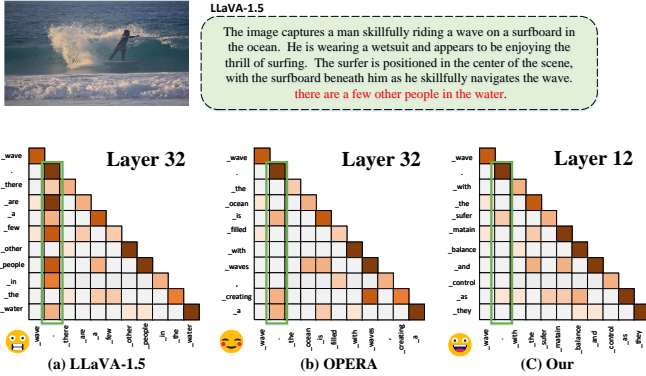 LLaVA-1.5
The image captures a man skillfully riding a wave on a surfboard in
the ocean. He is wearing a wetsuit and appears to be enjoying the
thrill of surfing. The surfer is positioned in the center of the scene,
with the surfboard beneath him as he skillfully navigates the wave.
there are a few other people in the water.
Layer 32
_wave
.
_there
_are
_a
_few
_other
_people
_in
_the
_water
_wave . _there _are _a _few _other _people _in _the _water
(a) LLaVA-1.5
Layer 32
_wave
.
_the
_ocean
_is
_filled
_with
_waves
,
_creating
_a
_wave . _the _ocean _is _filled _with _waves , _creating _a
(b) OPERA
Layer 12
_wave
.
_with
_the
_sufer
_matain
_balance
_and
_control
_as
_they
_wave . _with _the _sufer _matain _balance _and _control _as _they
(C) Our